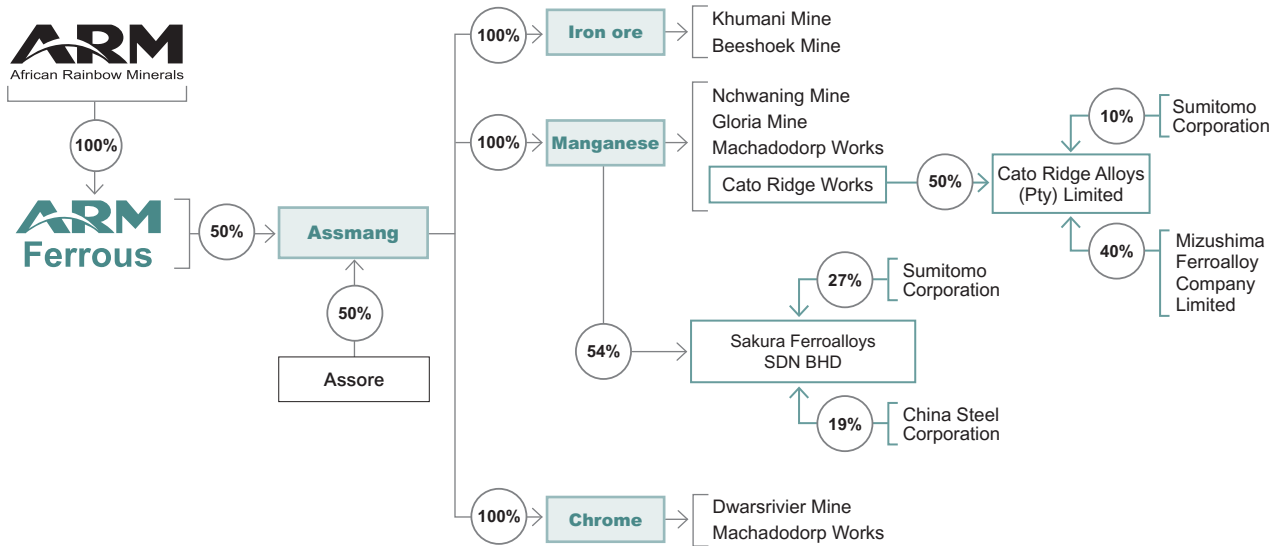 ARM
African Rainbow Minerals
100%
ARM
Ferrous
50%
Assmang
50%
Assore
100%
Iron ore
Khumani Mine
Beeshoek Mine
100%
Manganese
Nchwaning Mine
Gloria Mine
Machadodorp Works
Cato Ridge Works
50%
Cato Ridge Alloys
(Pty) Limited
10%
Sumitomo
Corporation
40%
Mizushima
Ferroalloy
Company
Limited
54%
Sakura Ferroalloys
SDN BHD
27%
Sumitomo
Corporation
19%
China Steel
Corporation
100%
Chrome
Dwarsrivier Mine
Machadodorp Works